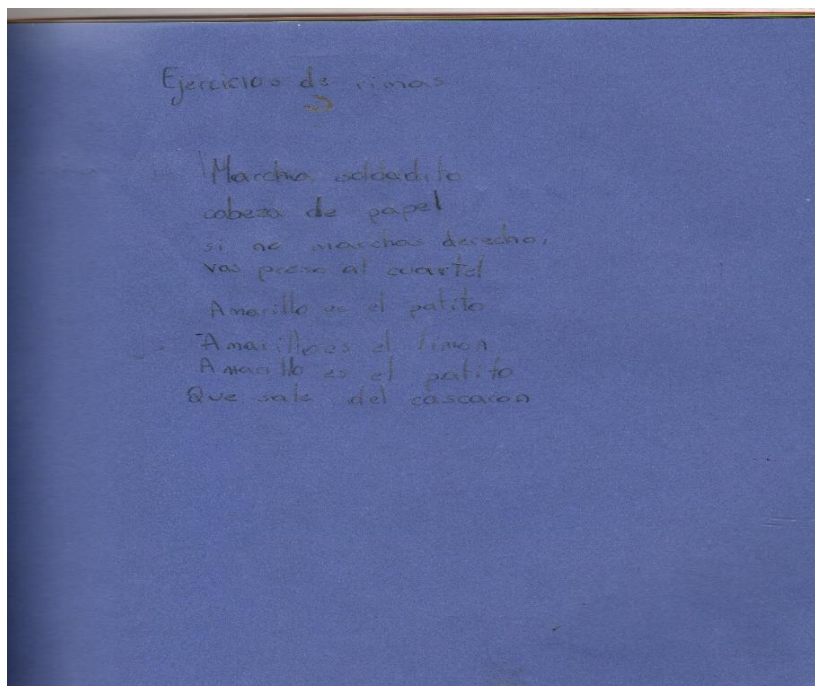 Ejercicios de rimas
Marcha soldadito
cabeza de papel
si no marchas derecho,
vas preso al cuartel
Amarillo es el patito
Amarillo es el limon
Amarillo es el patito
Que sale del cascaron